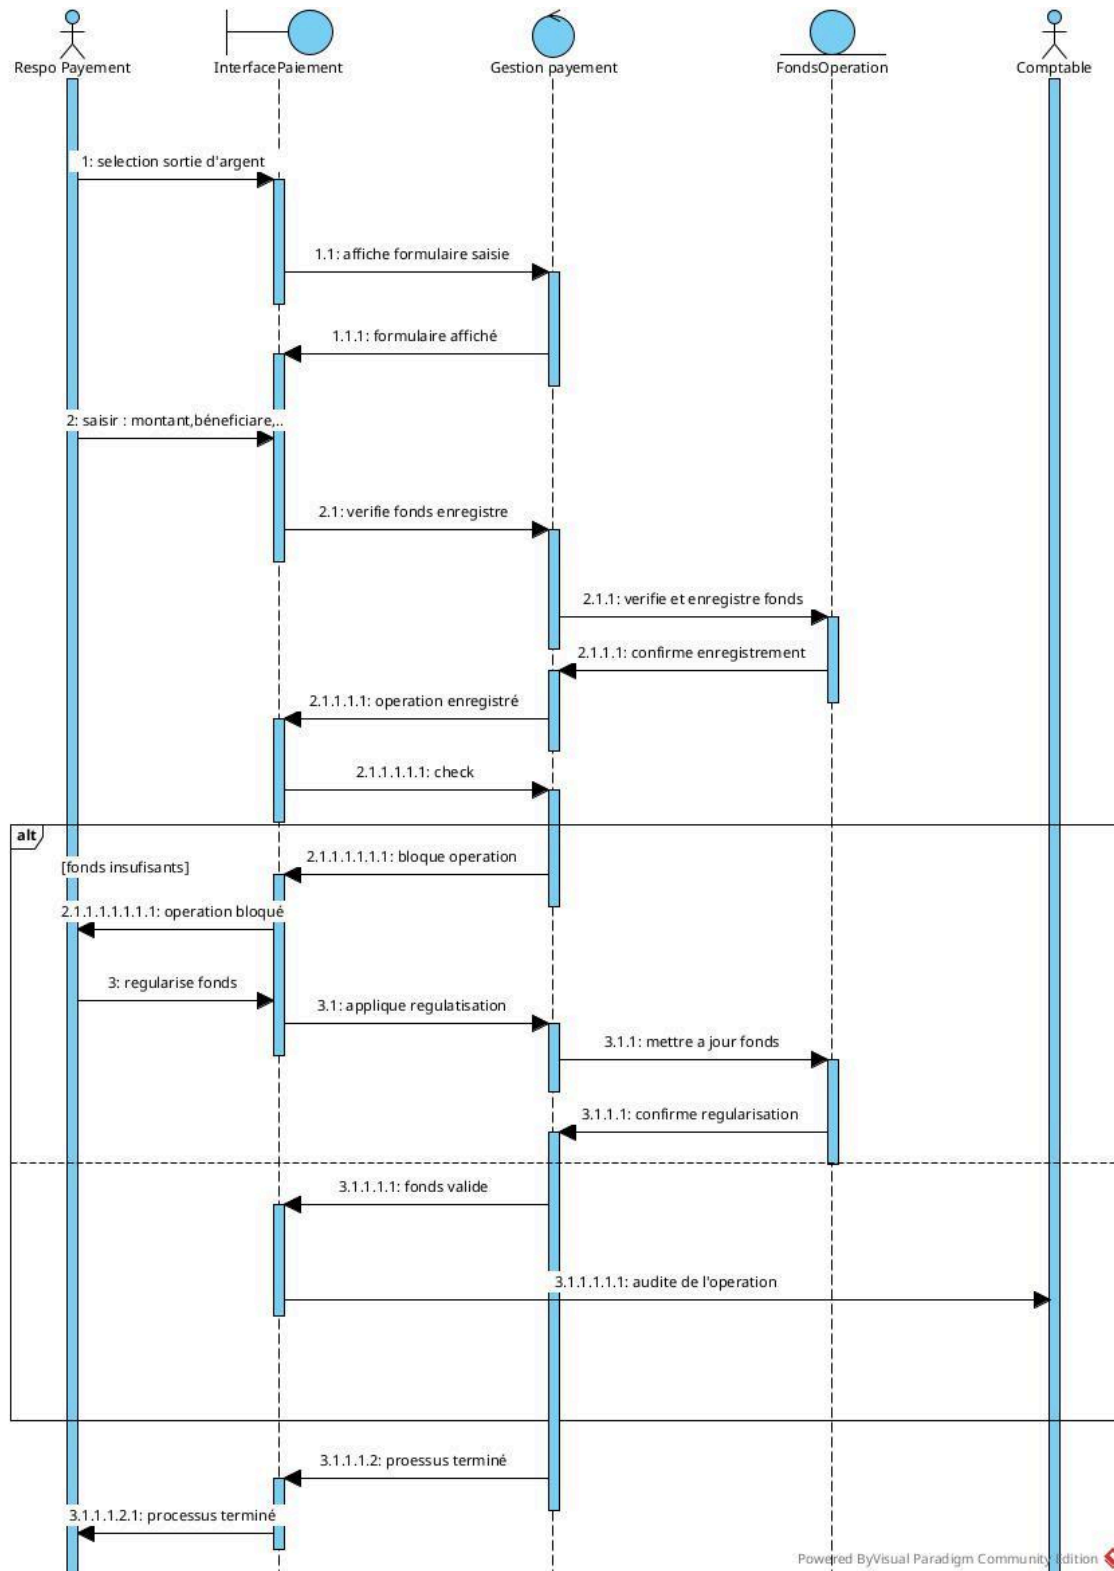 Respo Payement
InterfacePaiement
Gestion payement
FondsOperation
Comptable
1: selection sortie d'argent
1.1: affiche formulaire saisie
1.1.1: formulaire affiché
2: saisir : montant,béneficiare,..
2.1: verifie fonds enregistre
2.1.1: verifie et enregistre fonds
2.1.1.1: confirme enregistrement
2.1.1.1.1: operation enregistré
2.1.1.1.1.1: check
alt
2.1.1.1.1.1.1: bloque operation
[fonds insufisants]
2.1.1.1.1.1.1.1: operation bloqué
3: regularise fonds
3.1: applique regulatisation
3.1.1: mettre a jour fonds
3.1.1.1: confirme regularisation
3.1.1.1.1: fonds valide
3.1.1.1.1.1: audite de l'operation
3.1.1.1.2: proessus terminé
3.1.1.1.2.1: processus terminé
Powered ByVisual Paradigm Community Edition